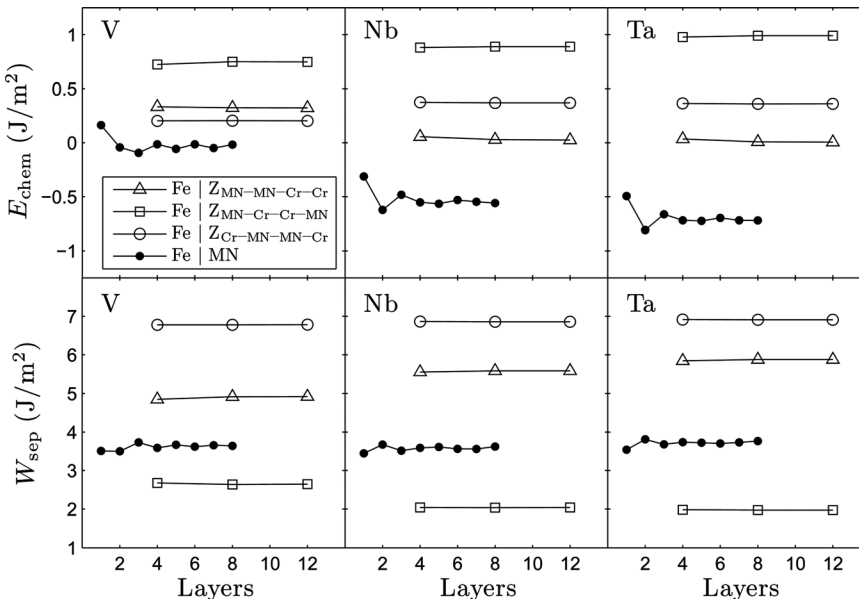 V Nb Ta
E_chem (J/m²)
1
0.5
0
−0.5
−1
Fe | Z_MN−MN−Cr−Cr
Fe | Z_MN−Cr−Cr−MN
Fe | Z_Cr−MN−MN−Cr
Fe | MN
V Nb Ta
W_sep (J/m²)
7
6
5
4
3
2
1
2 4 6 8 10 12 2 4 6 8 10 12 2 4 6 8 10 12
Layers Layers Layers